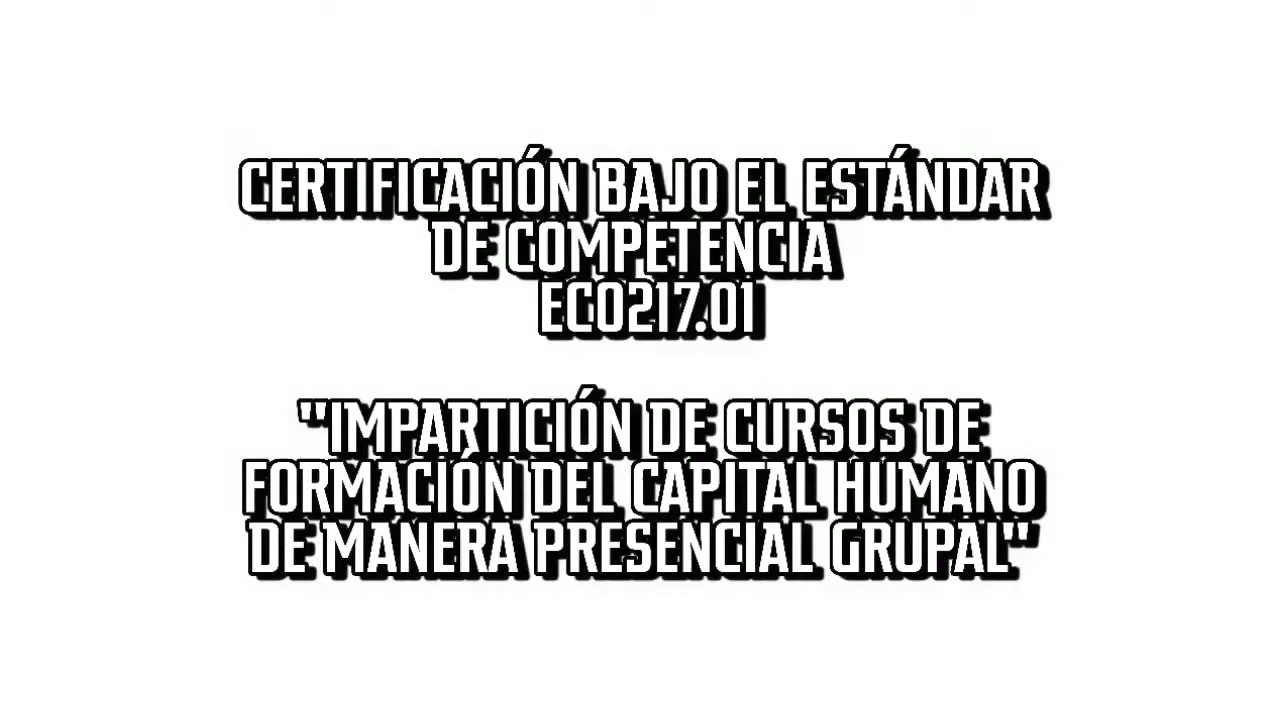 CERTIFICACIÓN BAJO EL ESTÁNDAR
DE COMPETENCIA
EC0217.01
"IMPARTICIÓN DE CURSOS DE
FORMACIÓN DEL CAPITAL HUMANO
DE MANERA PRESENCIAL GRUPAL"